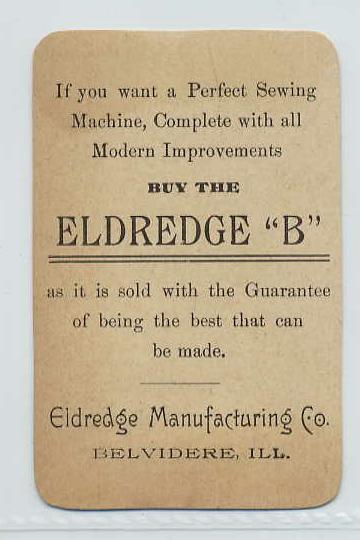 If you want a Perfect Sewing
Machine, Complete with all
Modern Improvements
BUY THE
ELDREDGE "B"
as it is sold with the Guarantee
of being the best that can
be made.
Eldredge Manufacturing Co.
BELVIDERE, ILL.